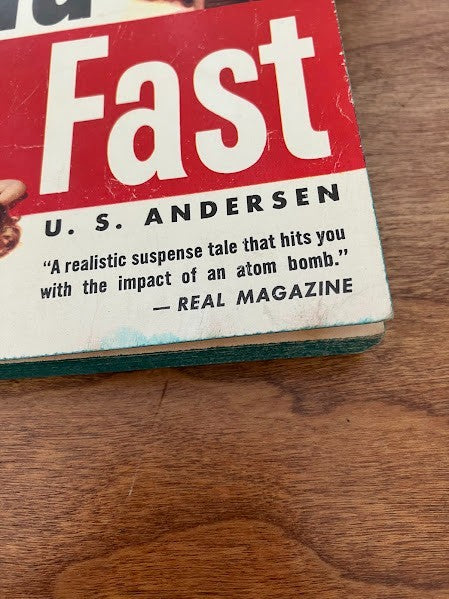 Fast
U. S. ANDERSEN
"A realistic suspense tale that hits you
with the impact of an atom bomb."
— REAL MAGAZINE